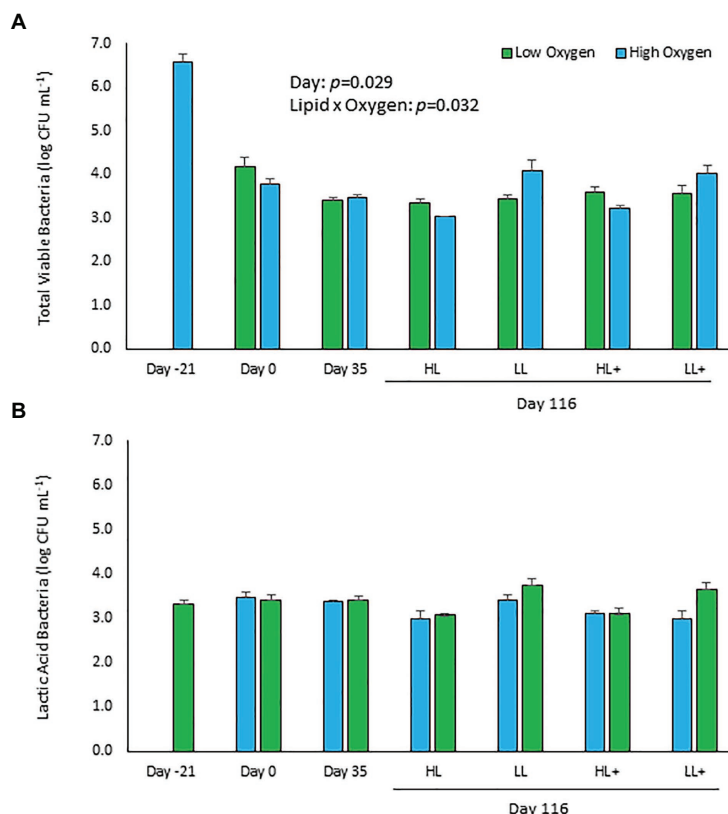 A
7.0
Low Oxygen High Oxygen
6.0
Day: p=0.029
Lipid x Oxygen: p=0.032
5.0
4.0
3.0
2.0
1.0
0.0
Total Viable Bacteria (log CFU mL⁻¹)
Day -21 Day 0 Day 35 HL LL HL+ LL+
Day 116
B
7.0
6.0
5.0
4.0
3.0
2.0
1.0
0.0
Lactic Acid Bacteria (log CFU mL⁻¹)
Day -21 Day 0 Day 35 HL LL HL+ LL+
Day 116